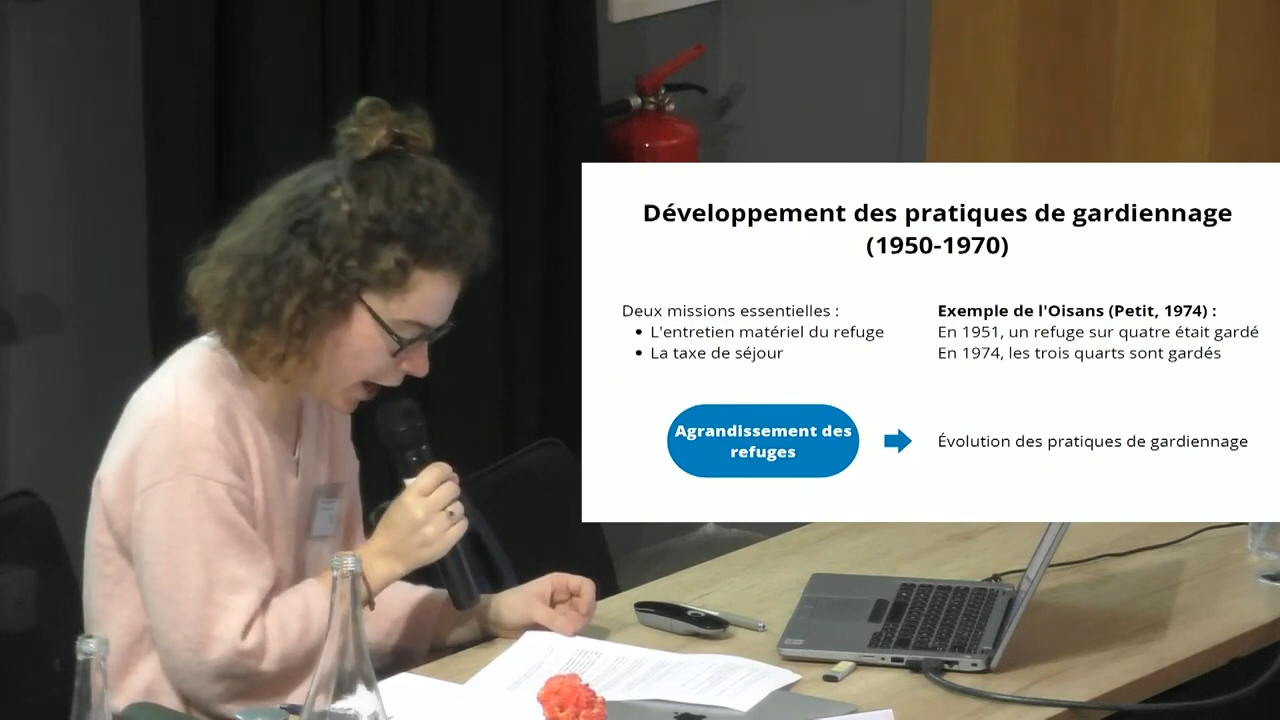 Développement des pratiques de gardiennage
(1950-1970)
Deux missions essentielles :
• L'entretien matériel du refuge
• La taxe de séjour
Exemple de l'Oisans (Petit, 1974) :
En 1951, un refuge sur quatre était gardé
En 1974, les trois quarts sont gardés
Agrandissement des
refuges
Évolution des pratiques de gardiennage